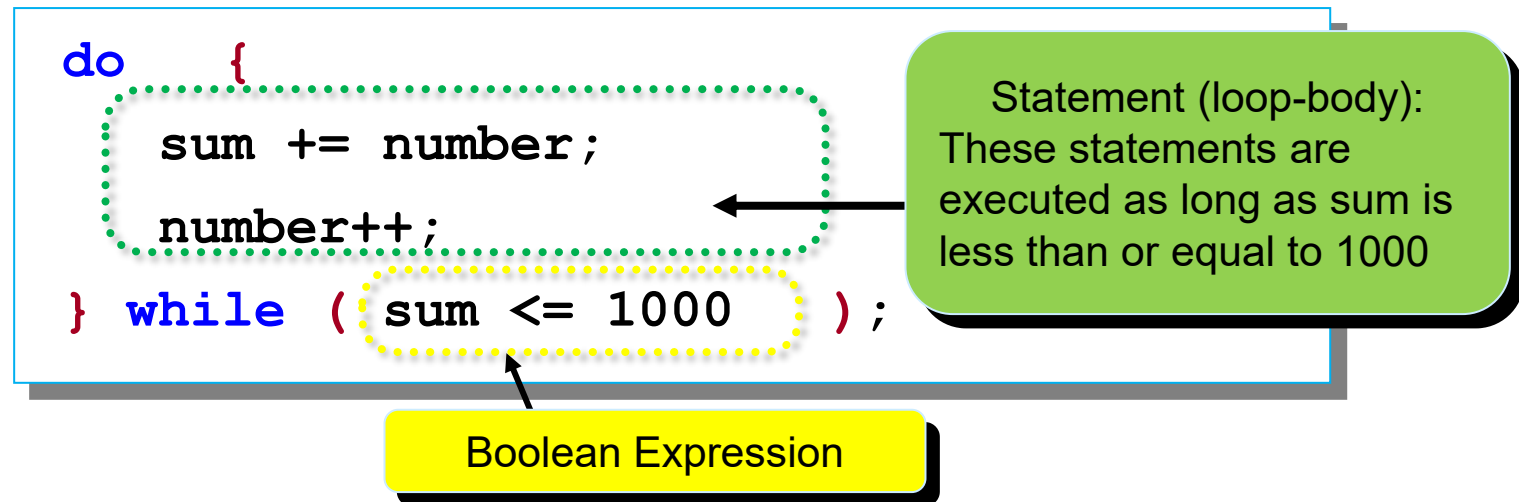 do {
sum += number;
number++;
} while ( sum <= 1000 );
Statement (loop-body):
These statements are
executed as long as sum is
less than or equal to 1000
Boolean Expression